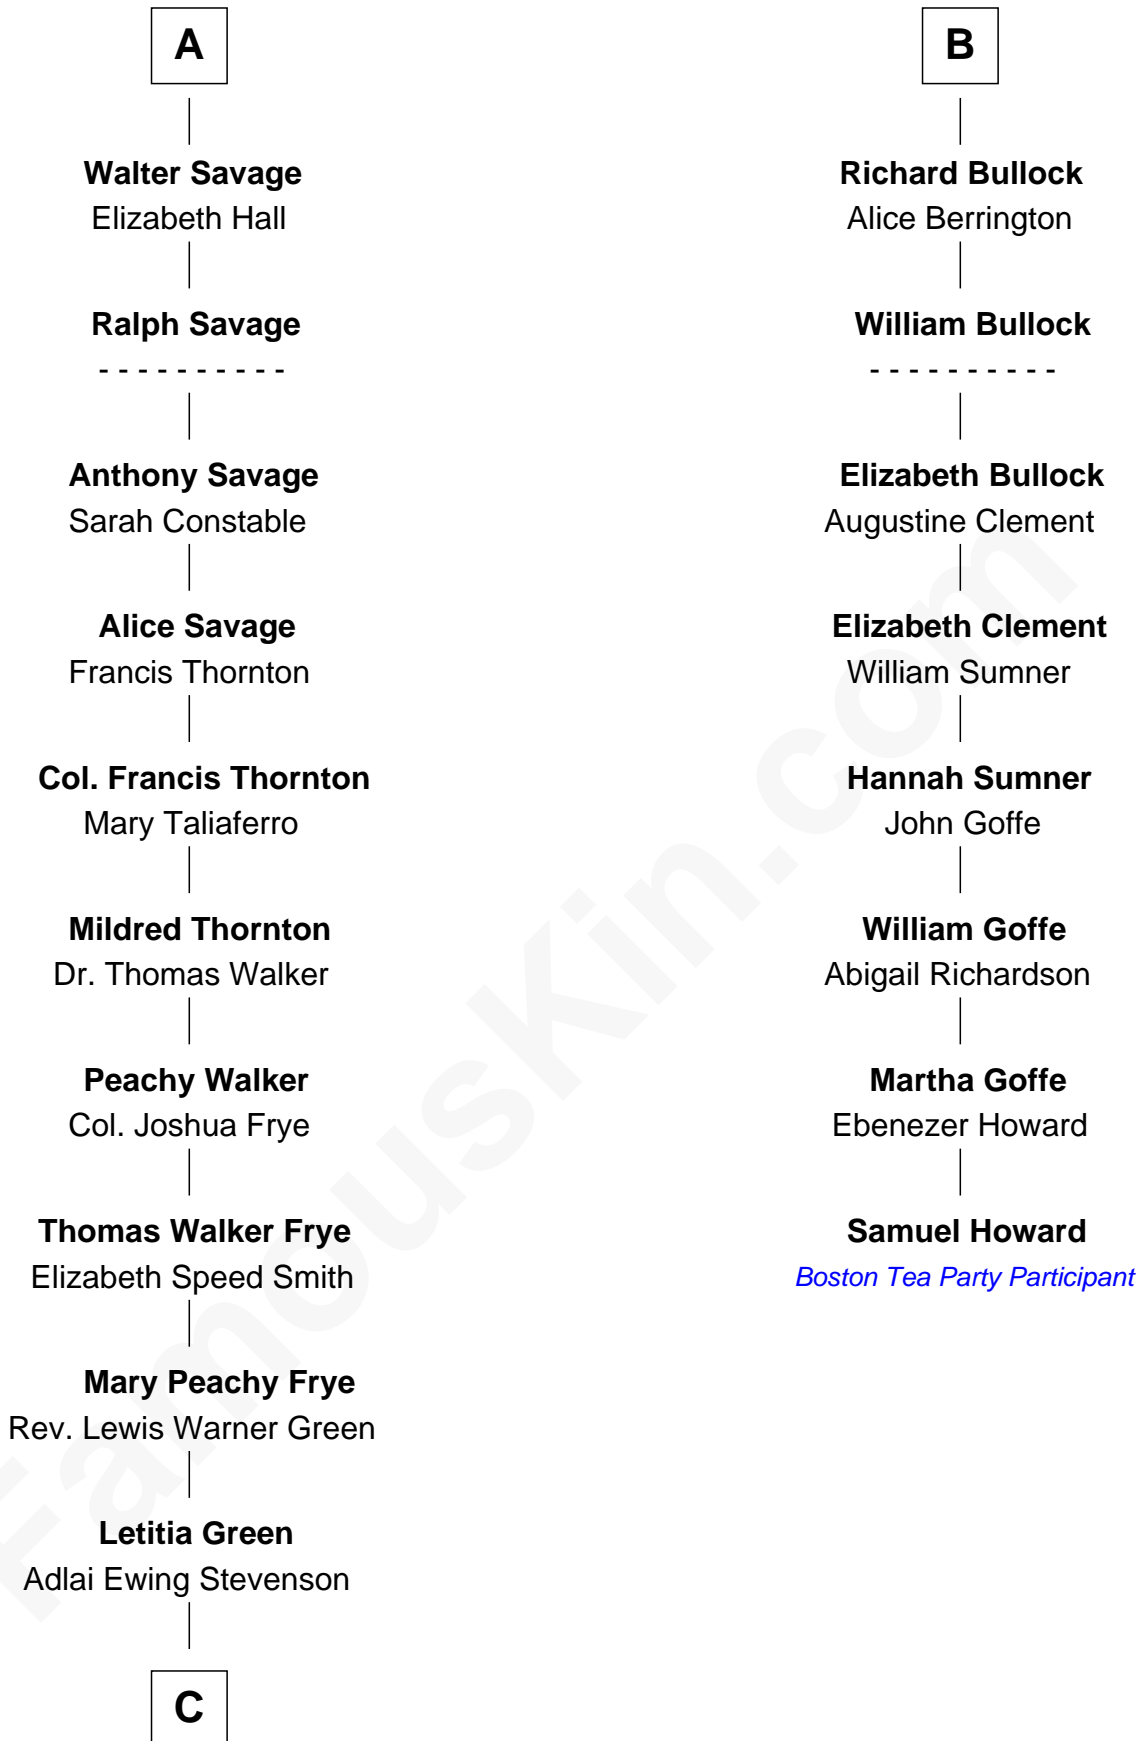 A
Walter Savage
Elizabeth Hall
Ralph Savage
- - - - - - - - - -
Anthony Savage
Sarah Constable
Alice Savage
Francis Thornton
Col. Francis Thornton
Mary Taliaferro
Mildred Thornton
Dr. Thomas Walker
Peachy Walker
Col. Joshua Frye
Thomas Walker Frye
Elizabeth Speed Smith
Mary Peachy Frye
Rev. Lewis Warner Green
Letitia Green
Adlai Ewing Stevenson
C
B
Richard Bullock
Alice Berrington
William Bullock
- - - - - - - - - -
Elizabeth Bullock
Augustine Clement
Elizabeth Clement
William Sumner
Hannah Sumner
John Goffe
William Goffe
Abigail Richardson
Martha Goffe
Ebenezer Howard
Samuel Howard
Boston Tea Party Participant
FamousKin.com